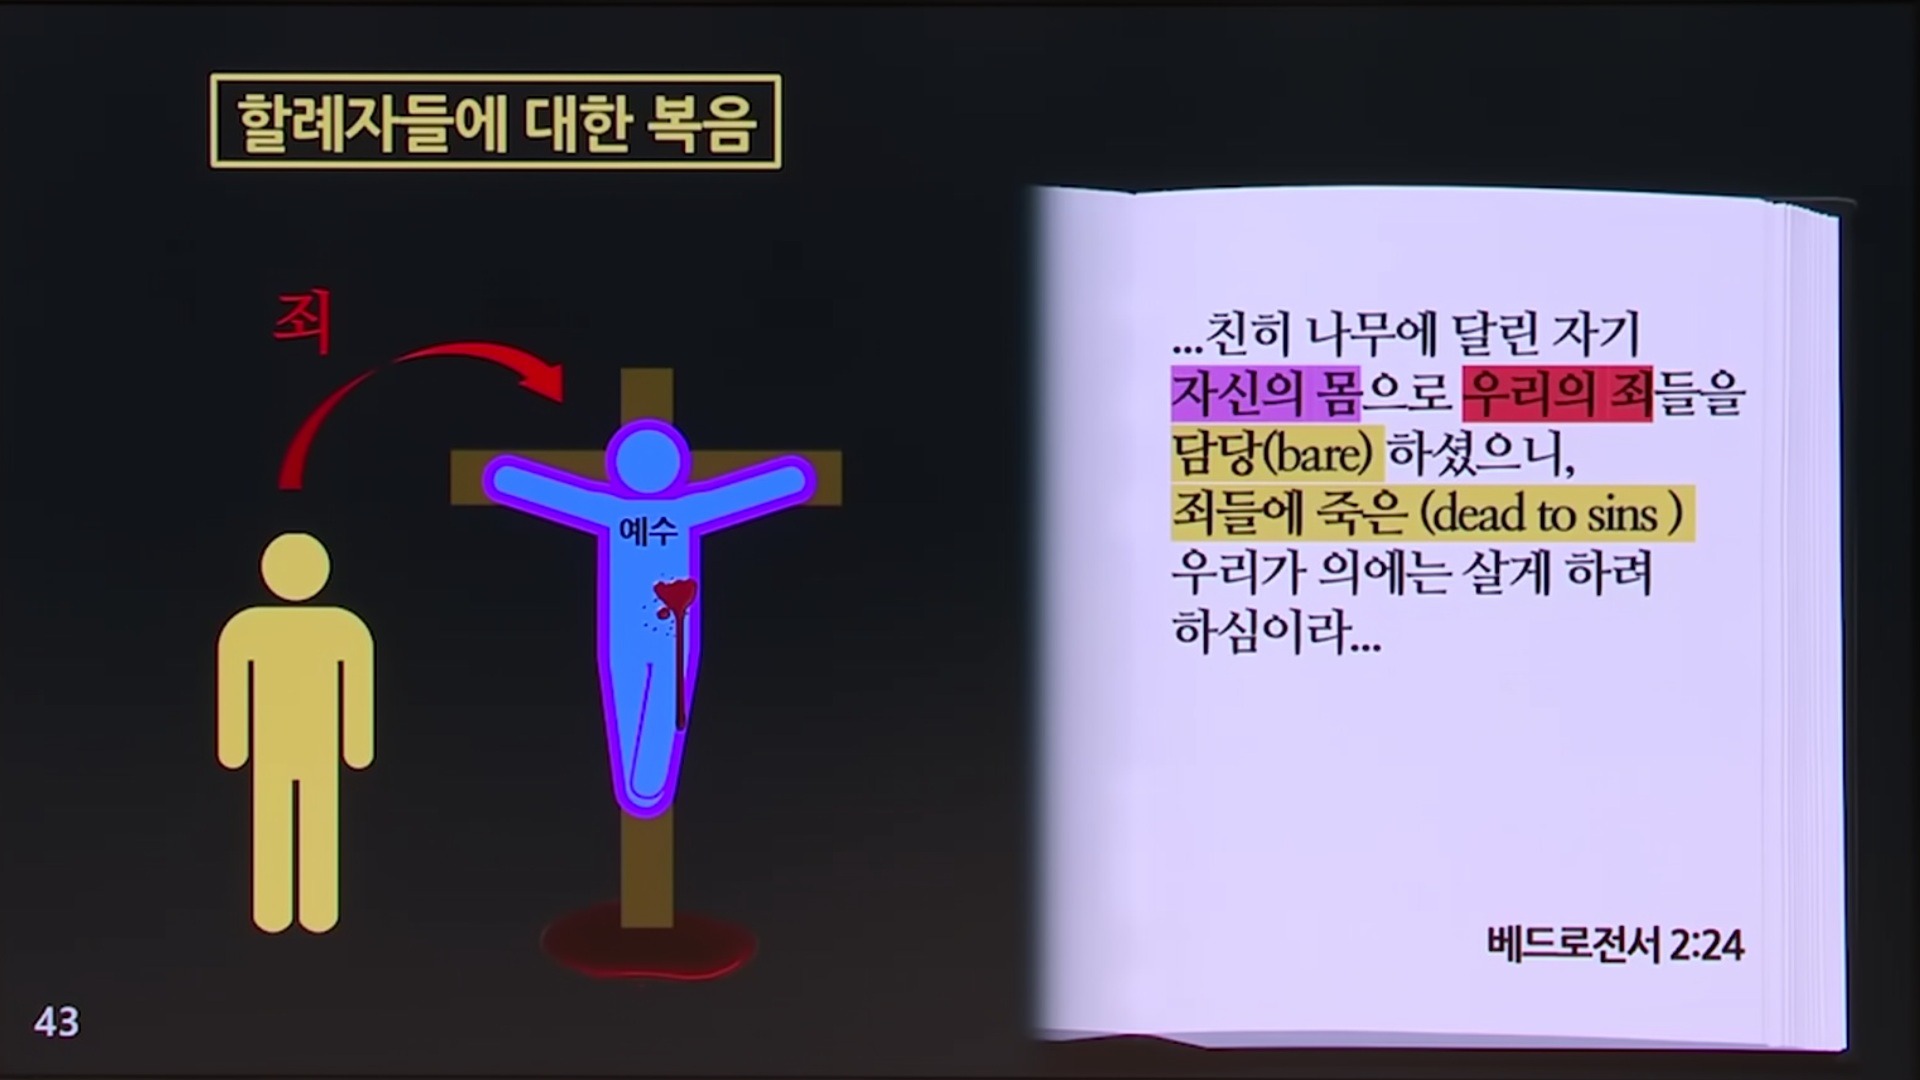 할례자들에 대한 복음
죄
예수
...친히 나무에 달린 자기
자신의 몸으로 우리의 죄들을
담당(bare) 하셨으니,
죄들에 죽은 (dead to sins )
우리가 의에는 살게 하려
하심이라...
베드로전서 2:24
43